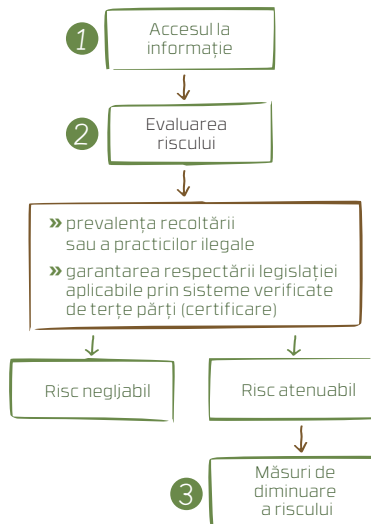 1
Accesul la
informație
2
Evaluarea
riscului
» prevalența recoltării
sau a practicilor ilegale
» garantarea respectării legislației
aplicabile prin sisteme verificate
de terțe părți (certificare)
Risc negljabil
Risc atenuabil
3
Măsuri de
diminuare
a riscului